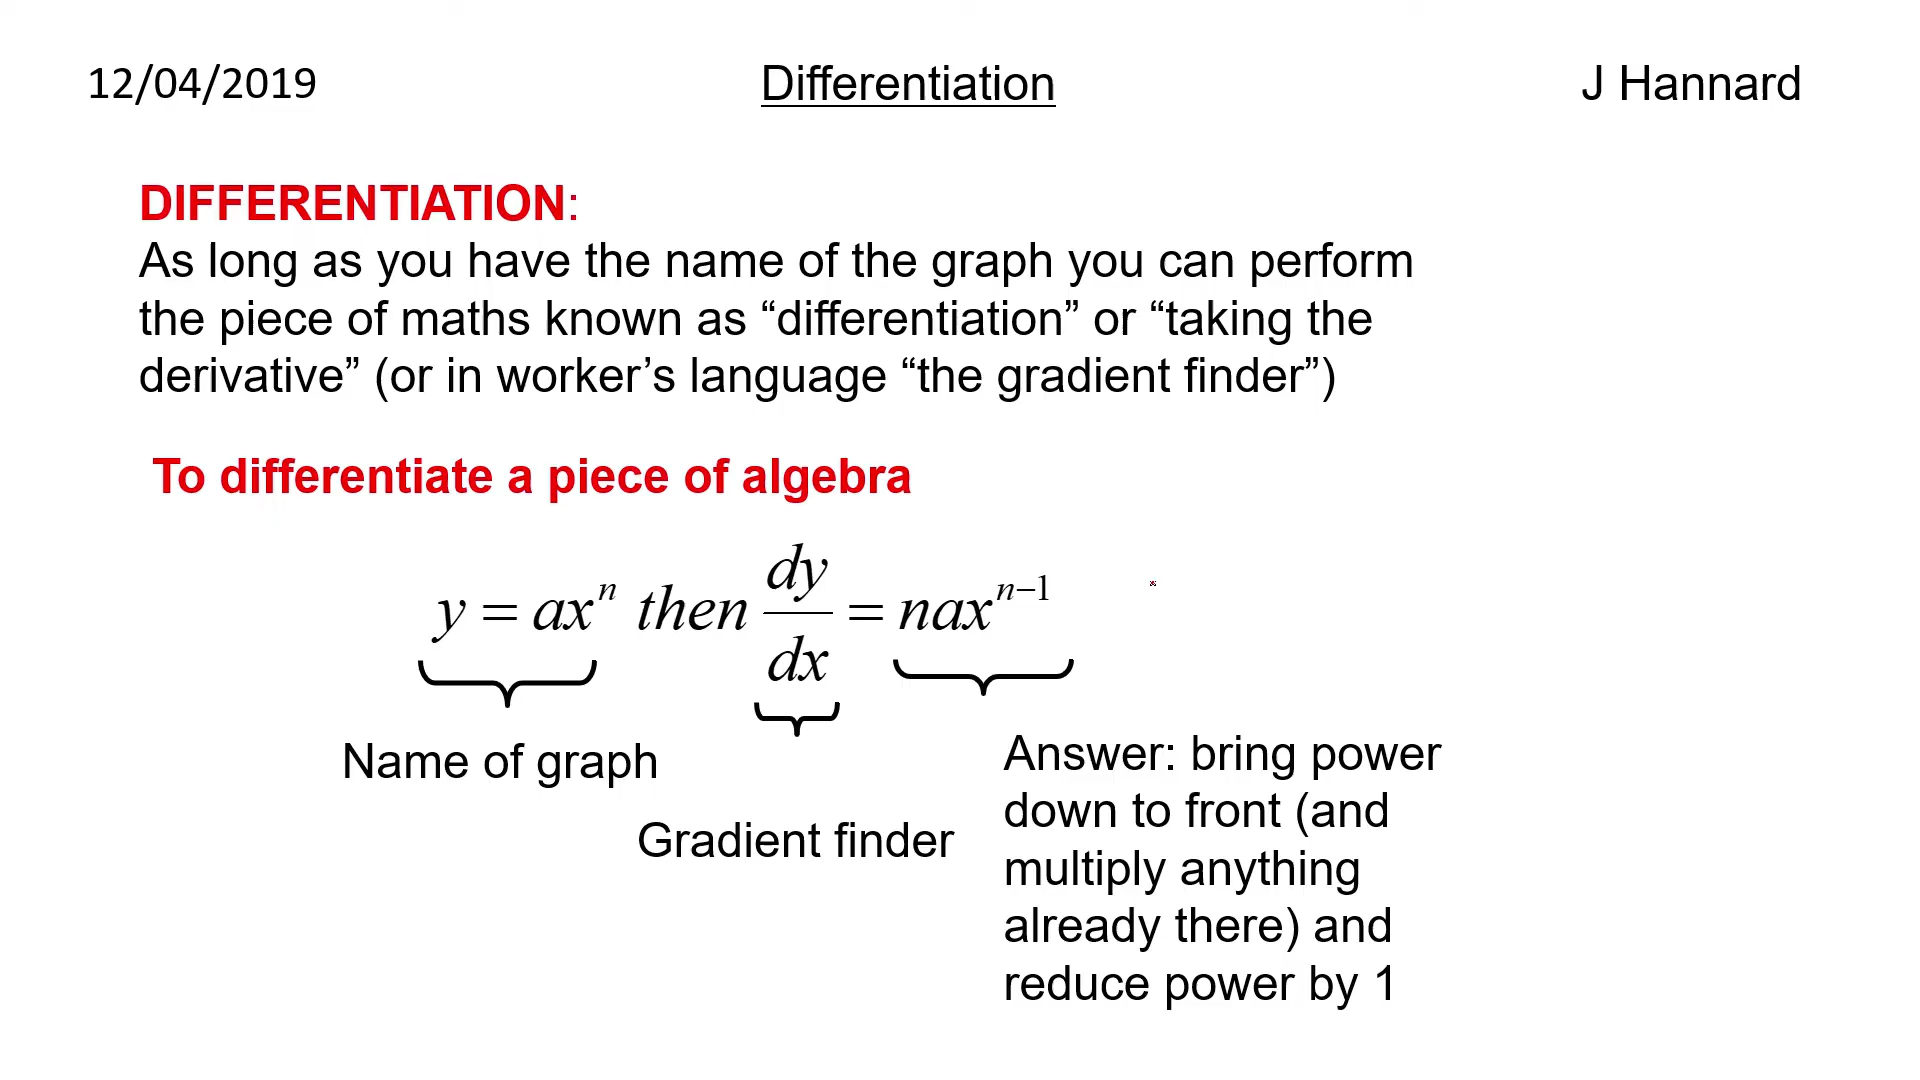 12/04/2019 Differentiation J Hannard
DIFFERENTIATION:
As long as you have the name of the graph you can perform
the piece of maths known as “differentiation” or “taking the
derivative” (or in worker’s language “the gradient finder”)
To differentiate a piece of algebra
y = axⁿ then dy/dx = naxⁿ⁻¹
Name of graph
Gradient finder
Answer: bring power
down to front (and
multiply anything
already there) and
reduce power by 1